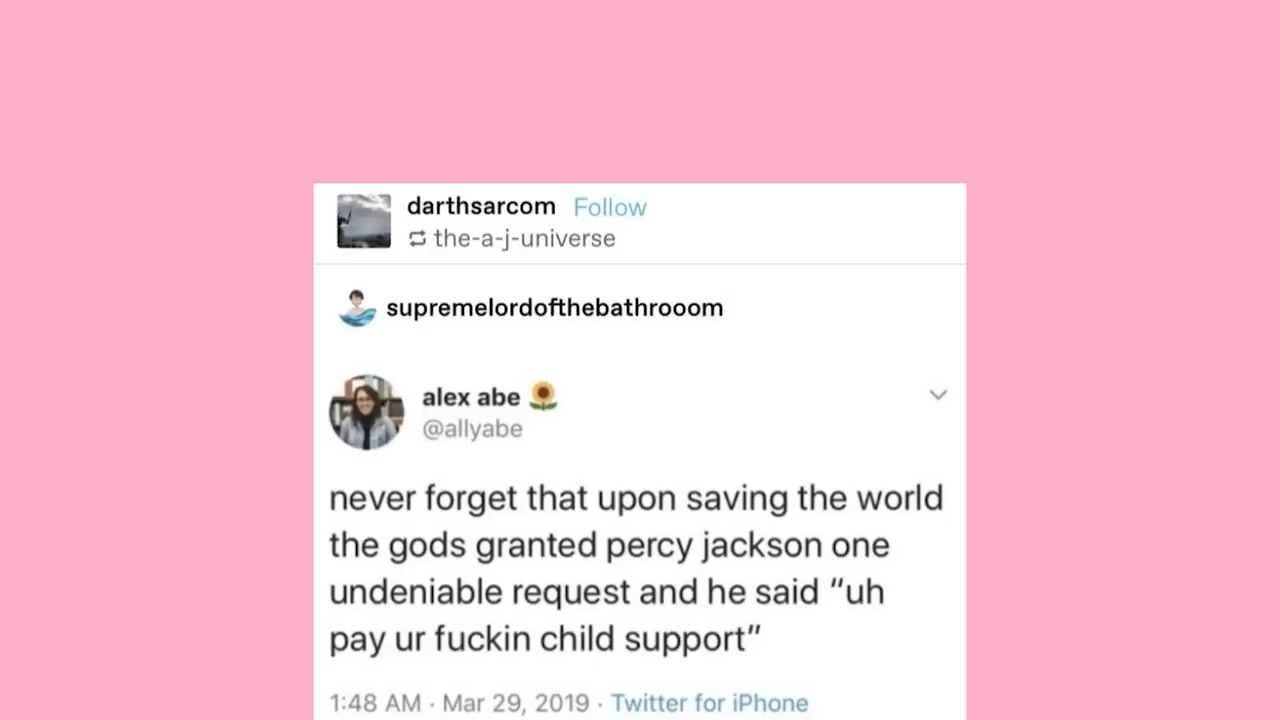 darthsarcom Follow
the-a-j-universe
supremelordofthebathrooom
alex abe 🌻
@allyabe
never forget that upon saving the world
the gods granted percy jackson one
undeniable request and he said “uh
pay ur fuckin child support”
1:48 AM · Mar 29, 2019 · Twitter for iPhone